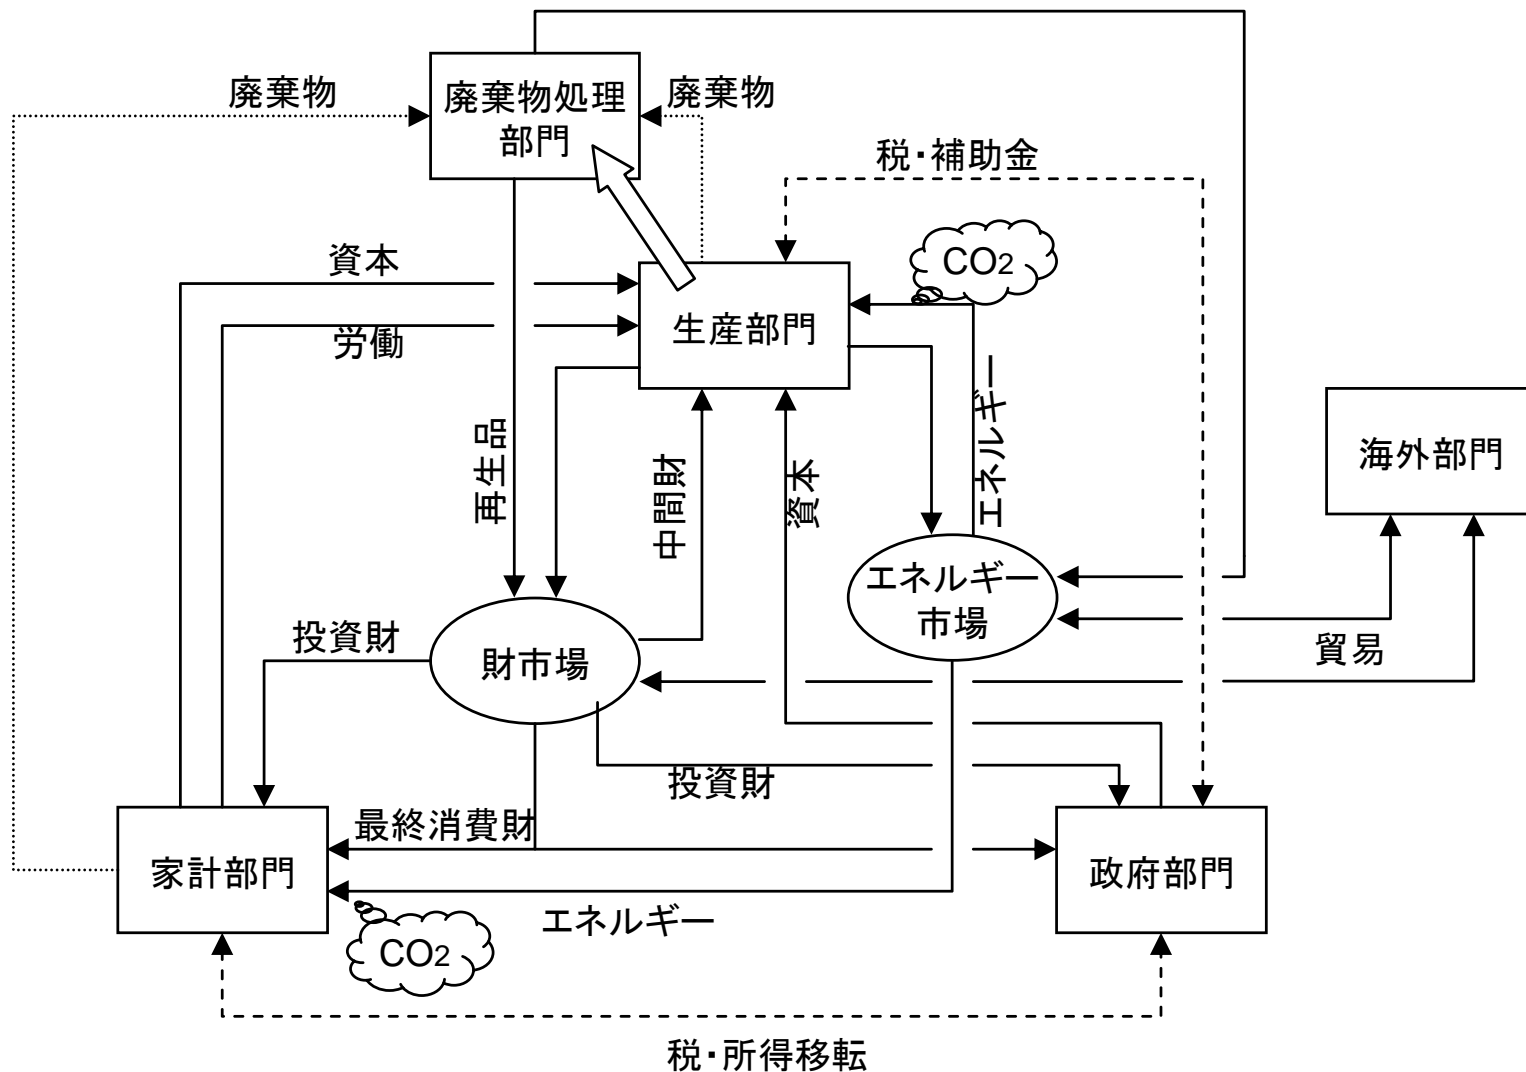 廃棄物
廃棄物処理
部門
廃棄物
税・補助金
資本
CO2
労働
生産部門
エネルギー
海外部門
再生品
中間財
資本
エネルギー
市場
投資財
財市場
貿易
投資財
最終消費財
家計部門
政府部門
エネルギー
CO2
税・所得移転